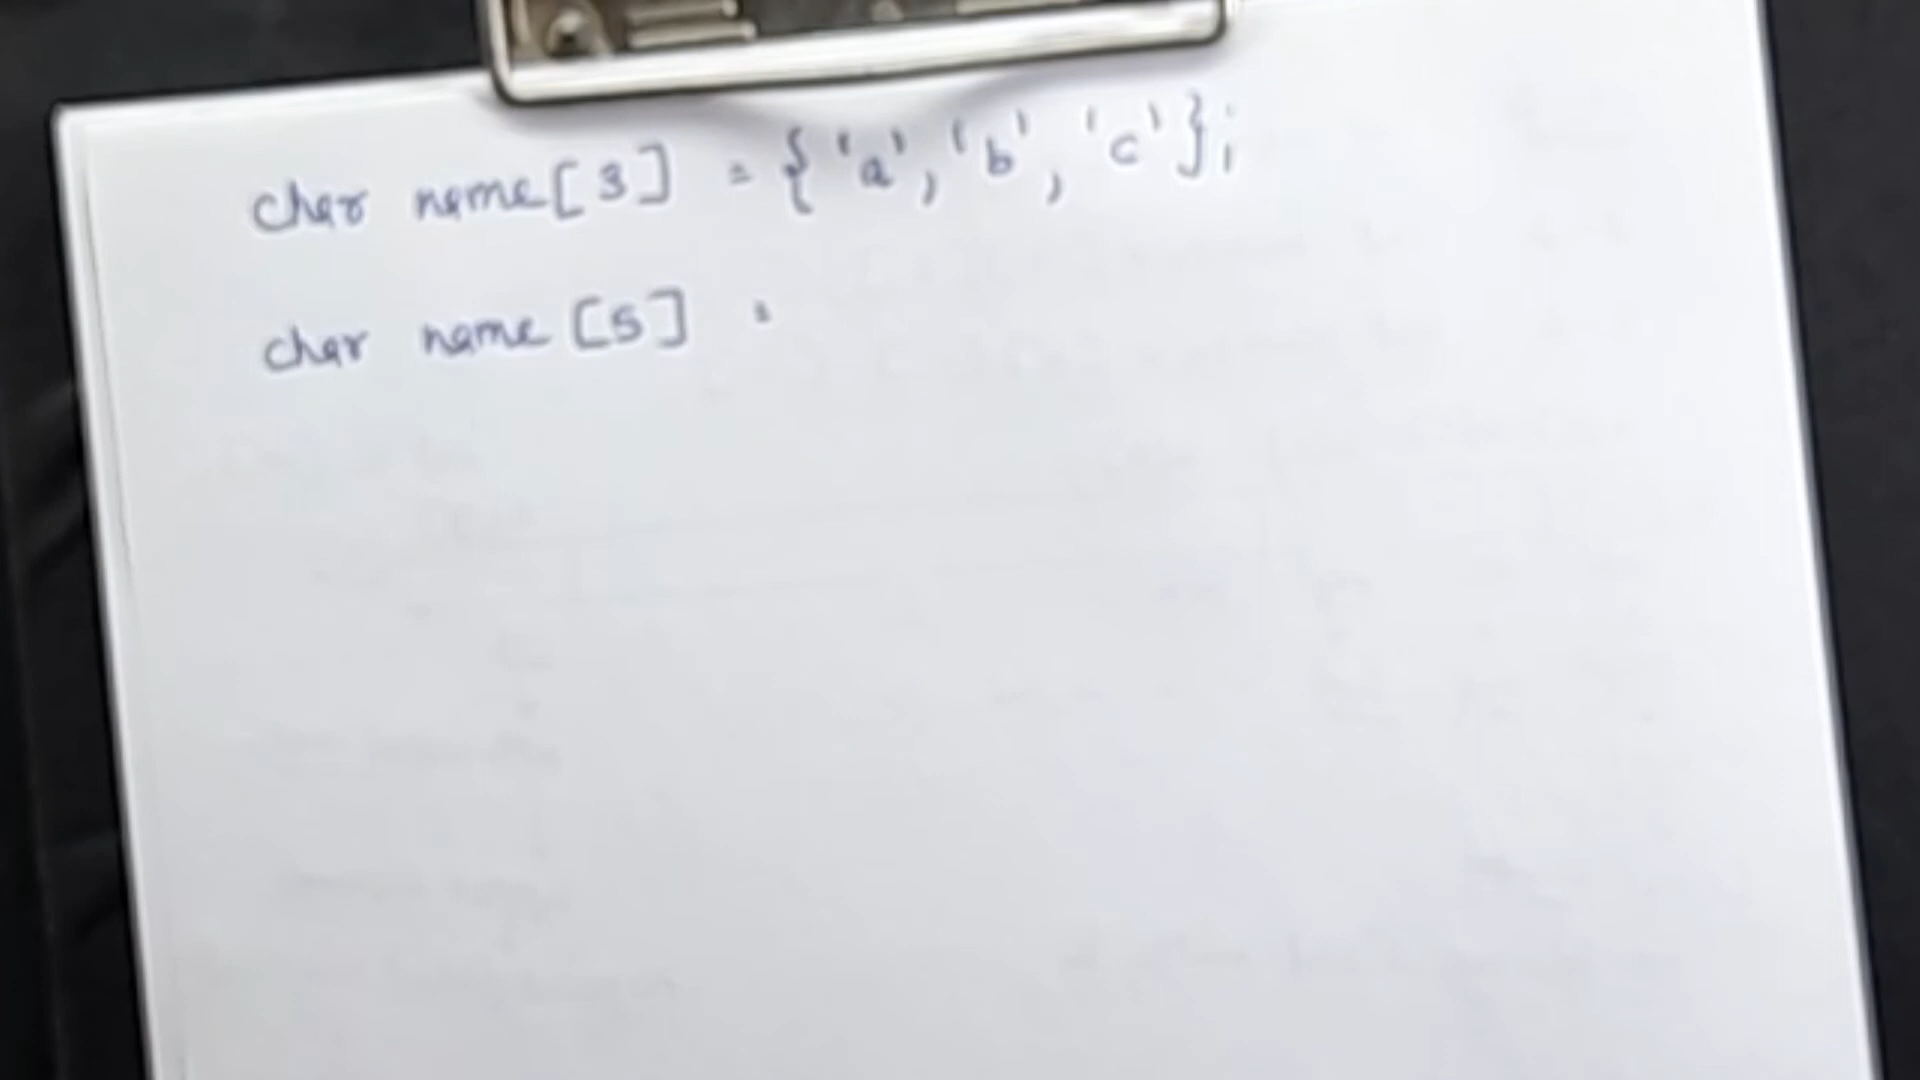 char name[3] = {'a', 'b', 'c'};
char name [5] =